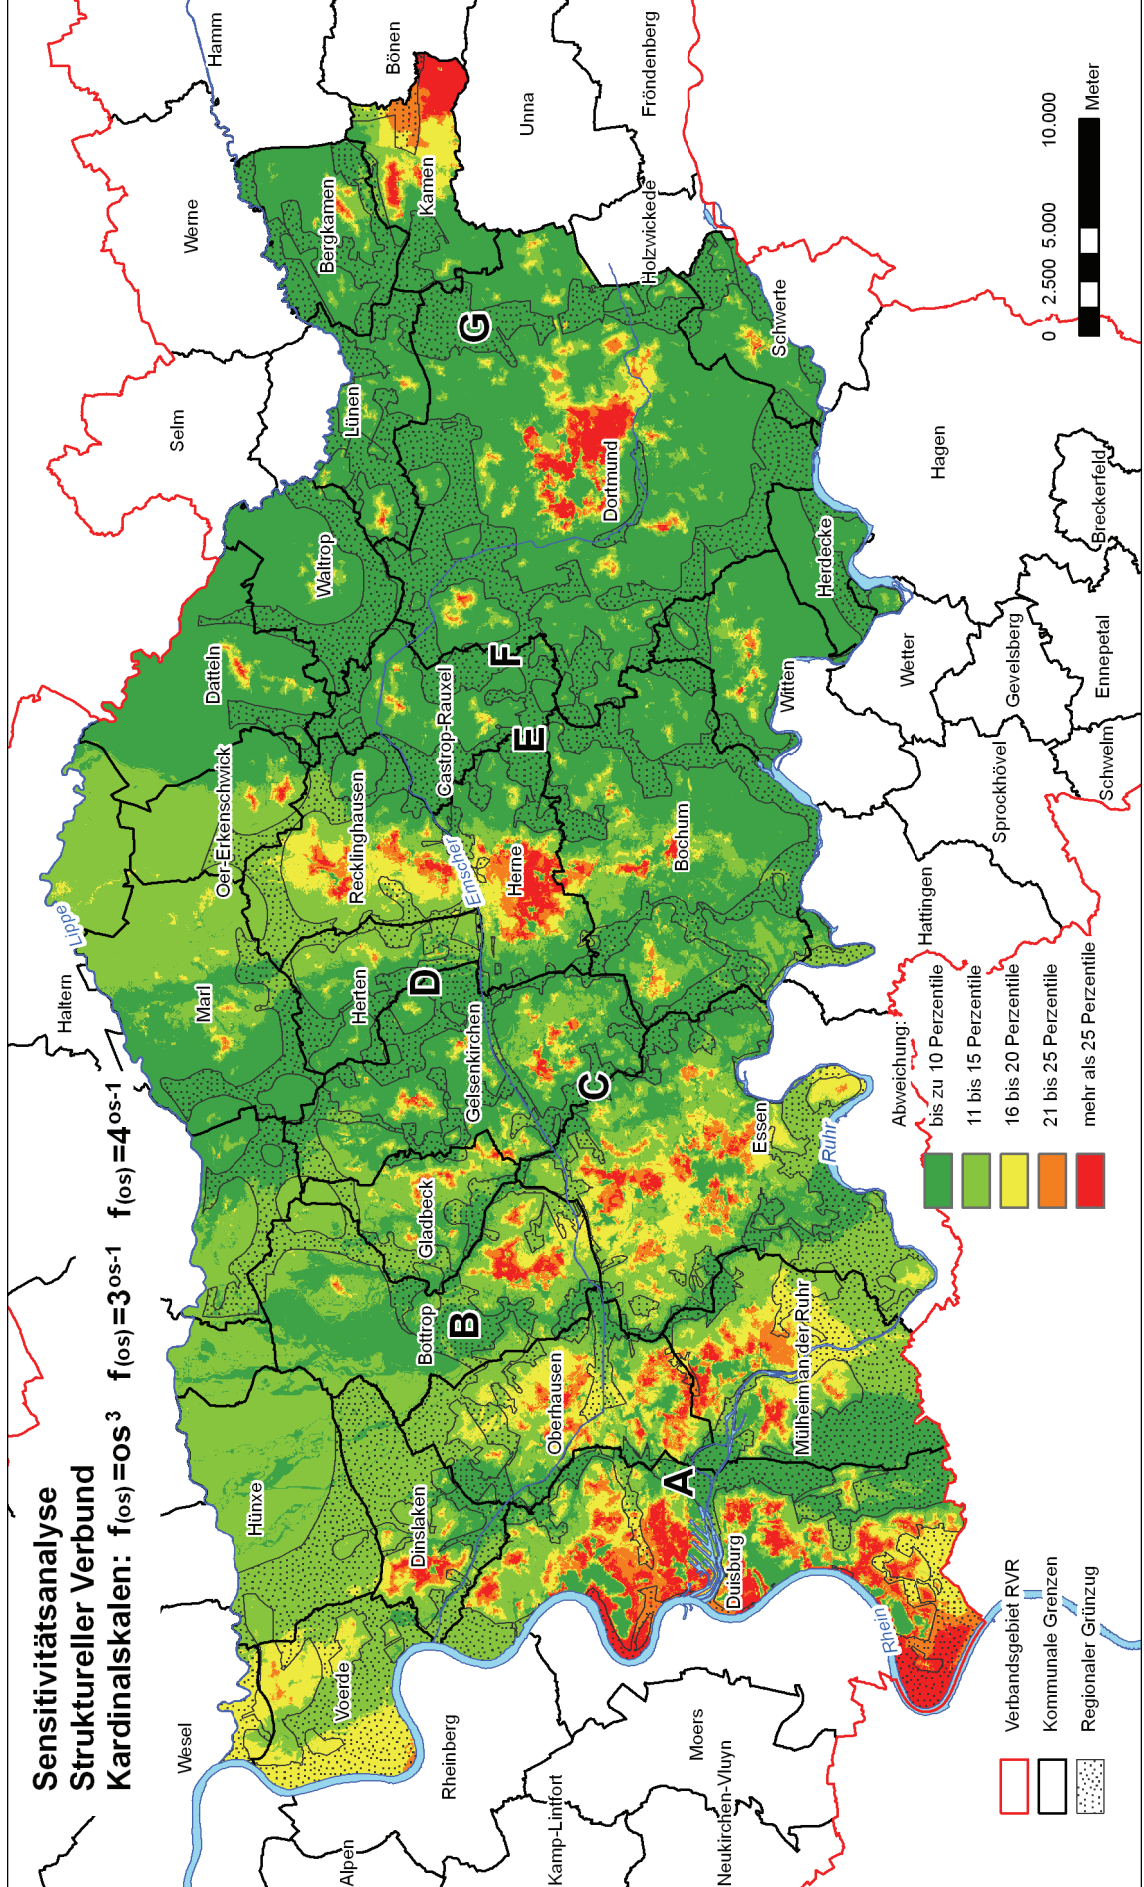 Sensitivitätsanalyse
Struktureller Verbund
Kardinalskalen: f(os)=os³ f(os)=3^os-1 f(os)=4^os-1
Wesel
Hünxe
Haltern
Lippe
Selm
Werne
Hamm
Voerde
Dinslaken
Bottrop
Gladbeck
Marl
Herten
Oer-Erkenschwick
Recklinghausen
Datteln
Waltrop
Lünen
Bergkamen
Bönen
Kamen
Alpen
Rheinberg
Kamp-Lintfort
Moers
Neukirchen-Vluyn
B
D
G
Oberhausen
Gelsenkirchen
Emscher
Herne
Castrop-Rauxel
E
F
C
A
Dortmund
Unna
Fröndenberg
Holzwickede
Duisburg
Mülheim an der Ruhr
Essen
Bochum
Witten
Herdecke
Schwerte
Rhein
Ruhr
Hattingen
Sprockhövel
Wetter
Gevelsberg
Ennepetal
Schwelm
Hagen
Breckerfeld
Verbandsgebiet RVR
Kommunale Grenzen
Regionaler Grünzug
Abweichung:
bis zu 10 Perzentile
11 bis 15 Perzentile
16 bis 20 Perzentile
21 bis 25 Perzentile
mehr als 25 Perzentile
0 2.500 5.000 10.000
Meter